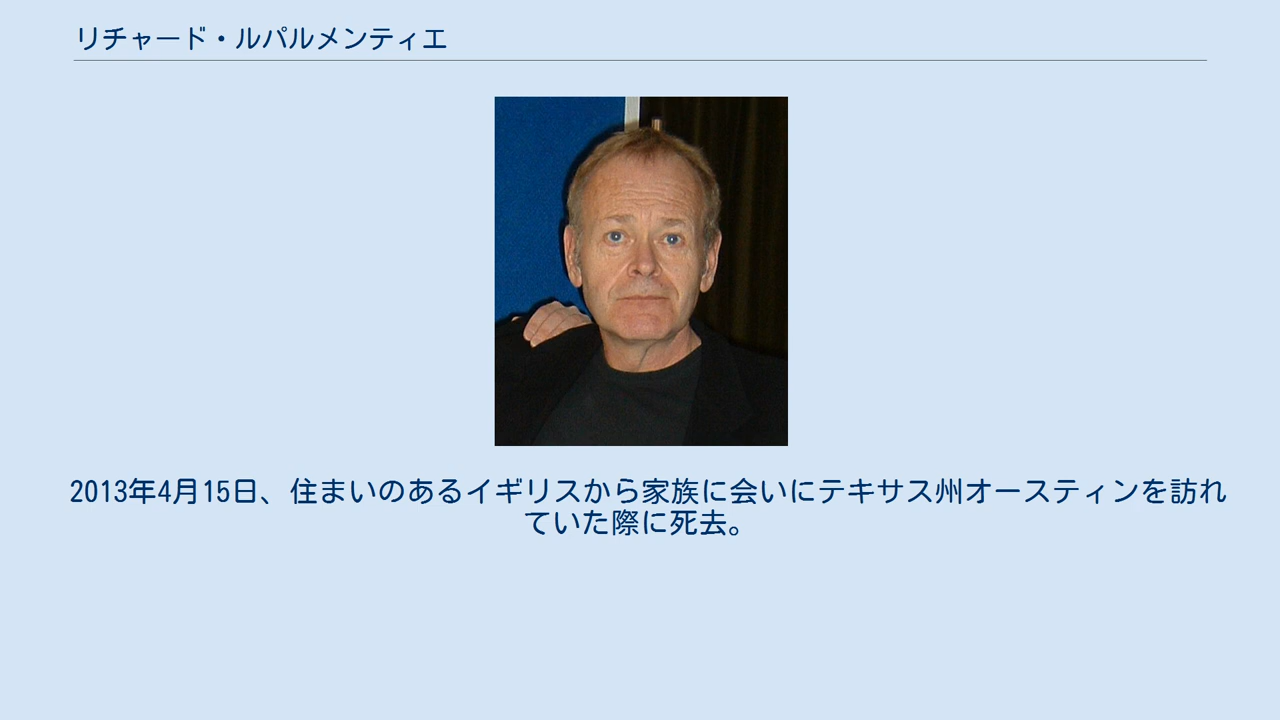 リチャード・ルパルメンティエ
2013年4月15日、住まいのあるイギリスから家族に会いにテキサス州オースティンを訪れ
ていた際に死去。